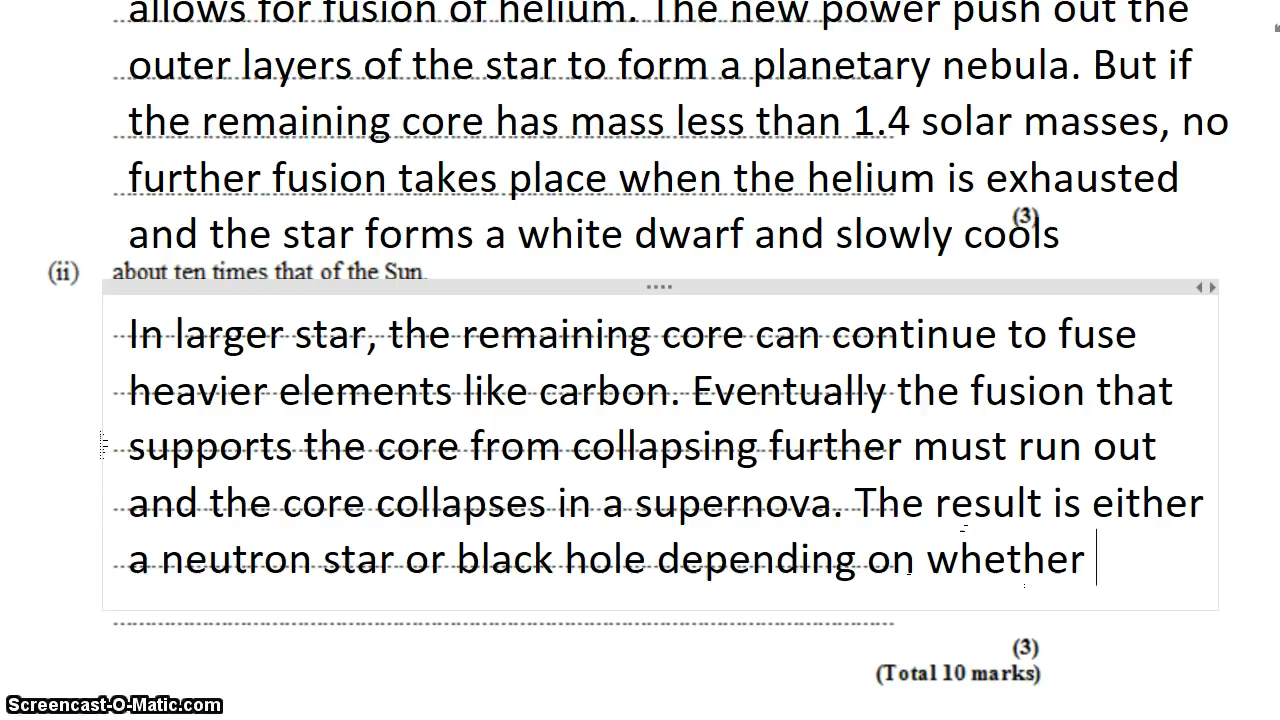 allows for fusion of helium. The new power push out the
outer layers of the star to form a planetary nebula. But if
the remaining core has mass less than 1.4 solar masses, no
further fusion takes place when the helium is exhausted
and the star forms a white dwarf and slowly cools
(3)
(ii) about ten times that of the Sun.
In larger star, the remaining core can continue to fuse
heavier elements like carbon. Eventually the fusion that
supports the core from collapsing further must run out
and the core collapses in a supernova. The result is either
a neutron star or black hole depending on whether
(3)
(Total 10 marks)
Screencast-O-Matic.com